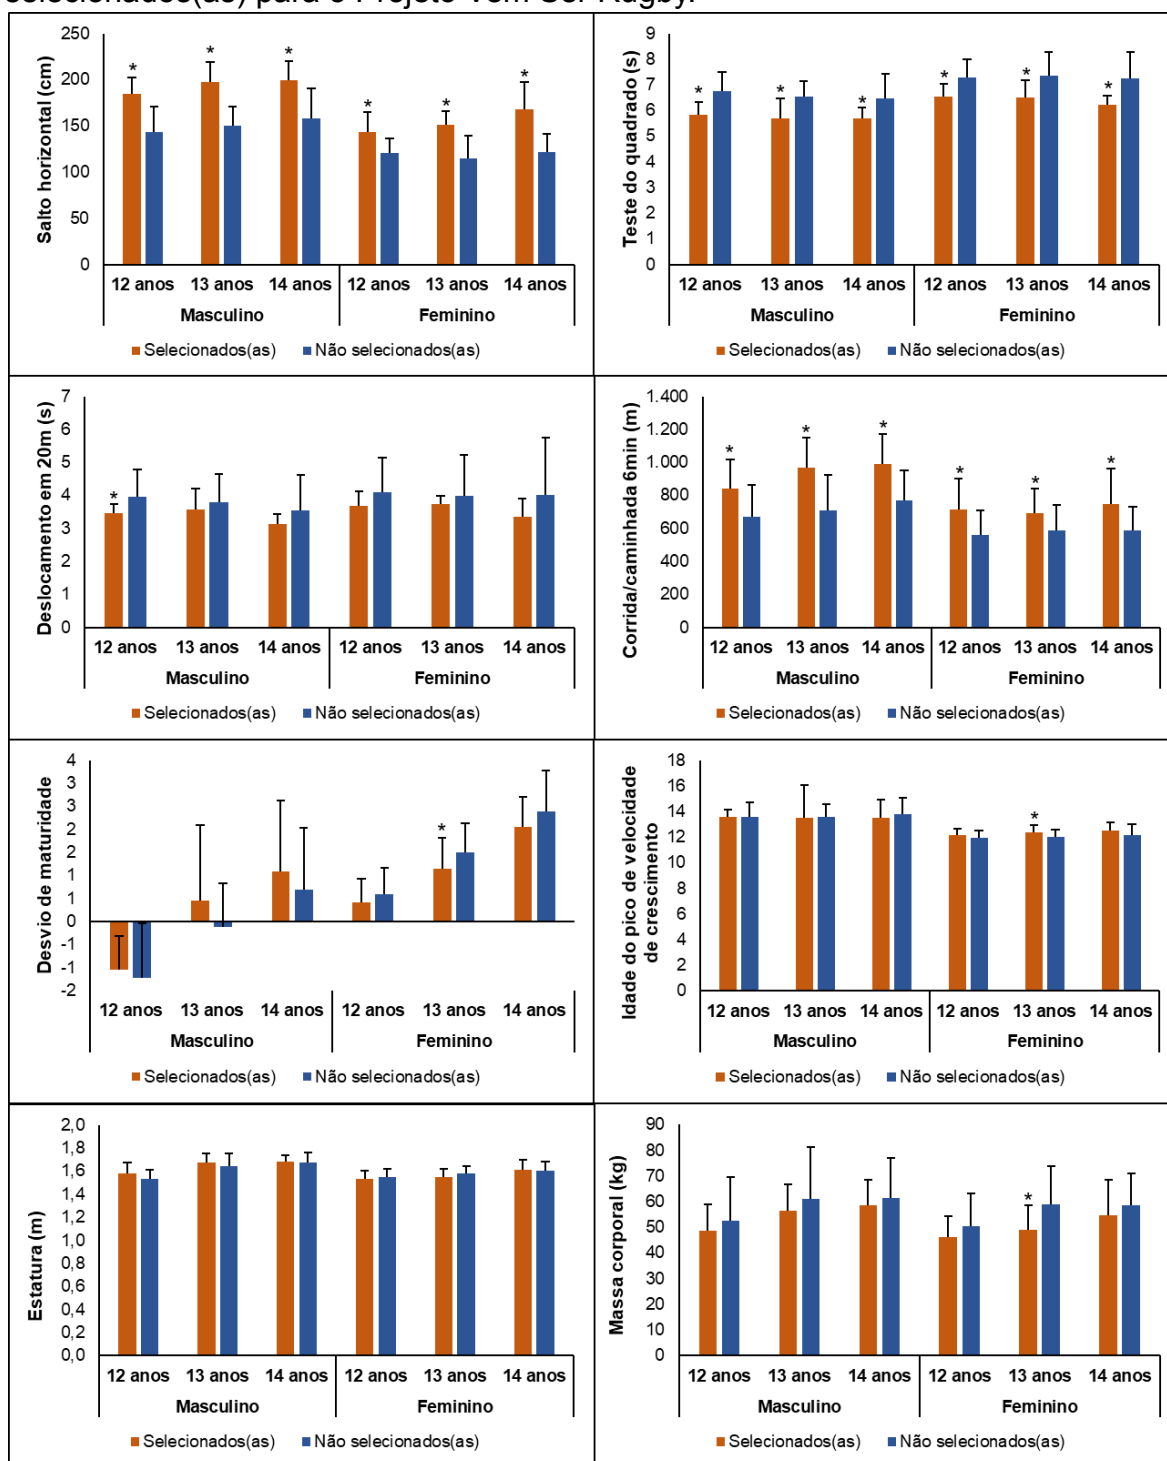 selecionados(as) para o Projeto Vem Ser Rugby.
Salto horizontal (cm)
250
200
150
100
50
0
* * * * * *
12 anos 13 anos 14 anos 12 anos 13 anos 14 anos
Masculino Feminino
Selecionados(as) Não selecionados(as)
Teste do quadrado (s)
9
8
7
6
5
4
3
2
1
0
* * * * * *
12 anos 13 anos 14 anos 12 anos 13 anos 14 anos
Masculino Feminino
Selecionados(as) Não selecionados(as)
Deslocamento em 20m (s)
7
6
5
4
3
2
1
0
*
12 anos 13 anos 14 anos 12 anos 13 anos 14 anos
Masculino Feminino
Selecionados(as) Não selecionados(as)
Corrida/caminhada 6min (m)
1.400
1.200
1.000
800
600
400
200
0
* * * * * *
12 anos 13 anos 14 anos 12 anos 13 anos 14 anos
Masculino Feminino
Selecionados(as) Não selecionados(as)
Desvio de maturidade
4
3
3
2
2
1
1
0
-1
-1
-2
*
12 anos 13 anos 14 anos 12 anos 13 anos 14 anos
Masculino Feminino
Selecionados(as) Não selecionados(as)
Idade do pico de velocidade
de crescimento
18
16
14
12
10
8
6
4
2
0
*
12 anos 13 anos 14 anos 12 anos 13 anos 14 anos
Masculino Feminino
Selecionados(as) Não selecionados(as)
Estatura (m)
2,0
1,8
1,6
1,4
1,2
1,0
0,8
0,6
0,4
0,2
0,0
12 anos 13 anos 14 anos 12 anos 13 anos 14 anos
Masculino Feminino
Selecionados(as) Não selecionados(as)
Massa corporal (kg)
90
80
70
60
50
40
30
20
10
0
*
12 anos 13 anos 14 anos 12 anos 13 anos 14 anos
Masculino Feminino
Selecionados(as) Não selecionados(as)